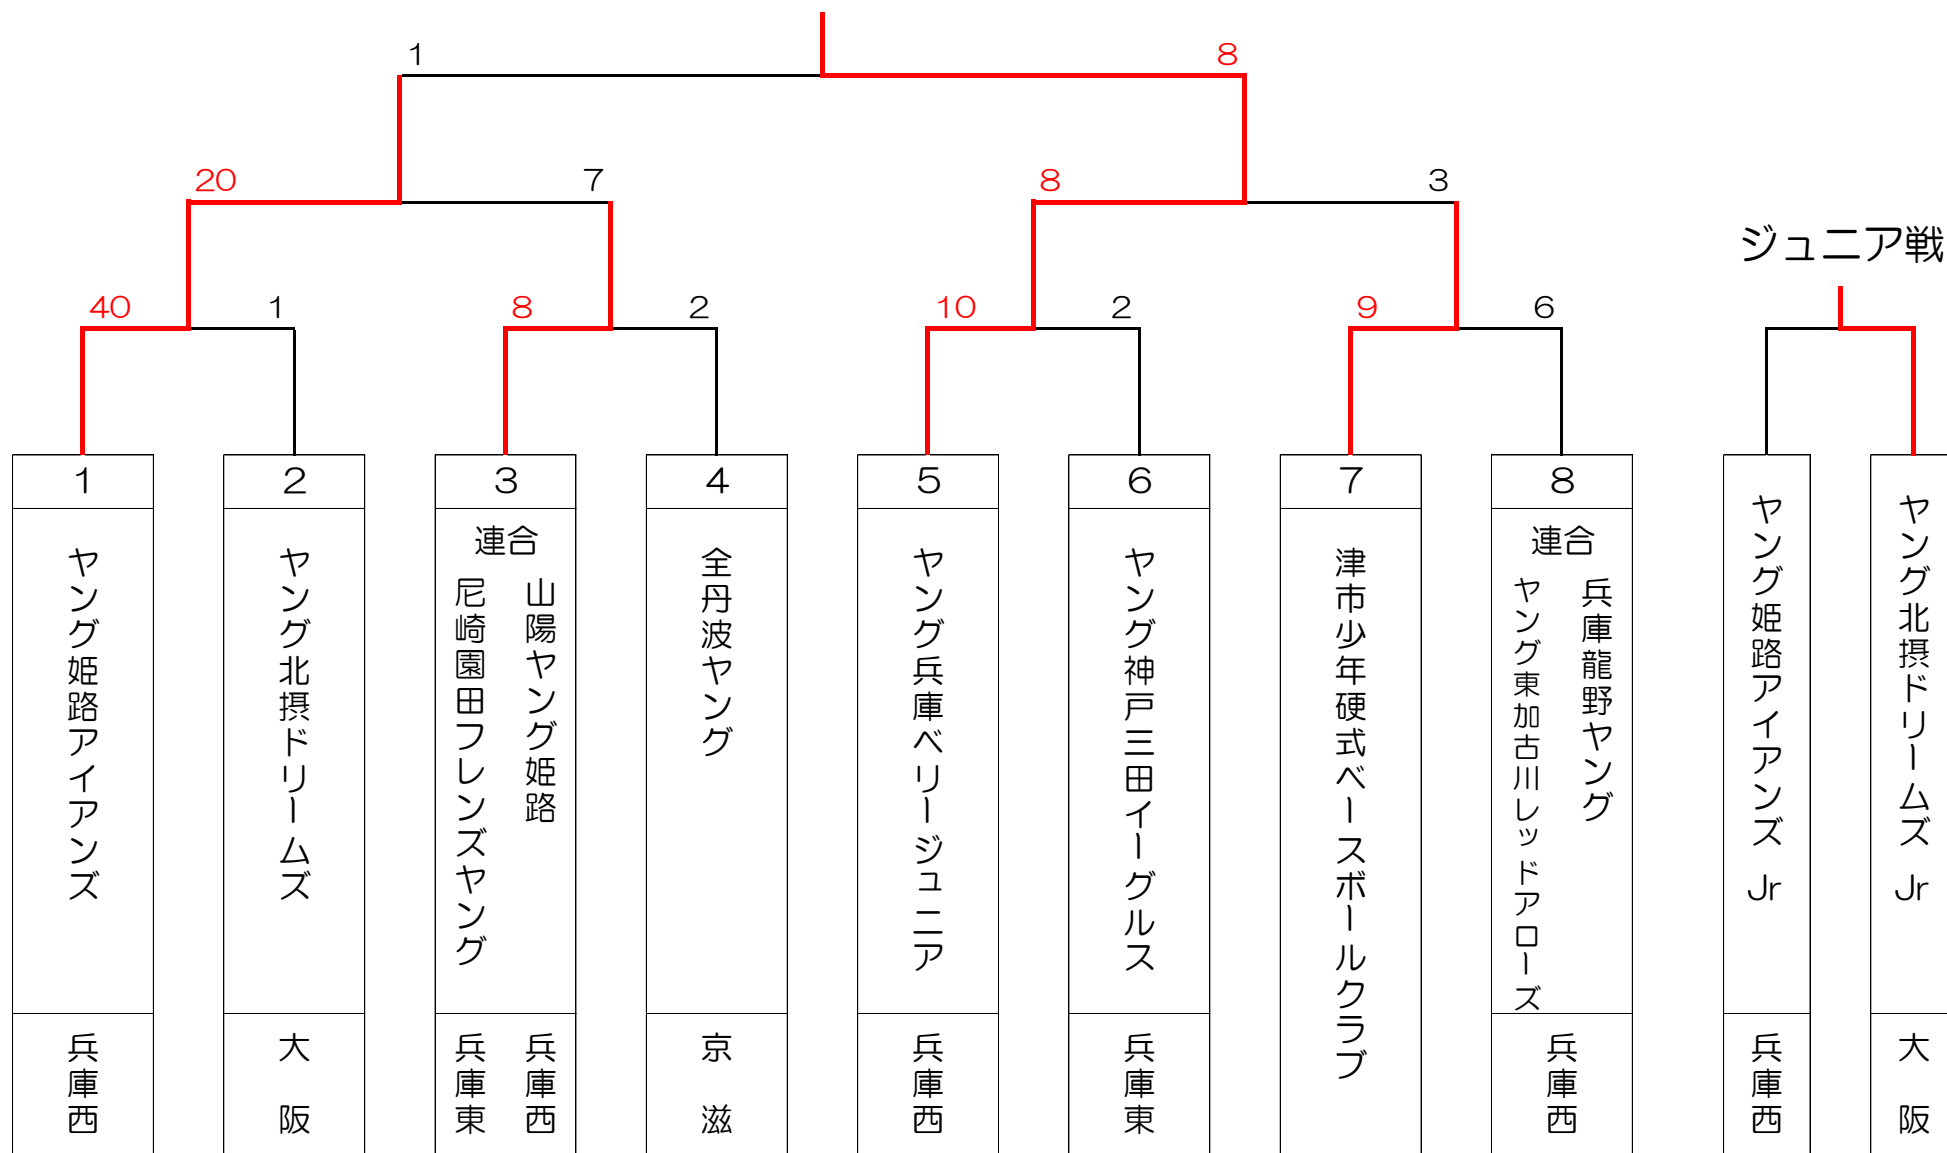 1
8
20
7
8
3
ジュニア戦
40
1
8
2
10
2
9
6
1
ヤング姫路アイアンズ
兵庫西
2
ヤング北摂ドリームズ
大阪
3
連合
山陽ヤング姫路
尼崎園田フレンズヤング
兵庫西
兵庫東
4
全丹波ヤング
京滋
5
ヤング兵庫ベリージュニア
兵庫西
6
ヤング神戸三田イーグルス
兵庫東
7
津市少年硬式ベースボールクラブ
8
連合
兵庫龍野ヤング
ヤング東加古川レッドアローズ
兵庫西
ヤング姫路アイアンズ Jr
兵庫西
ヤング北摂ドリームズ Jr
大阪